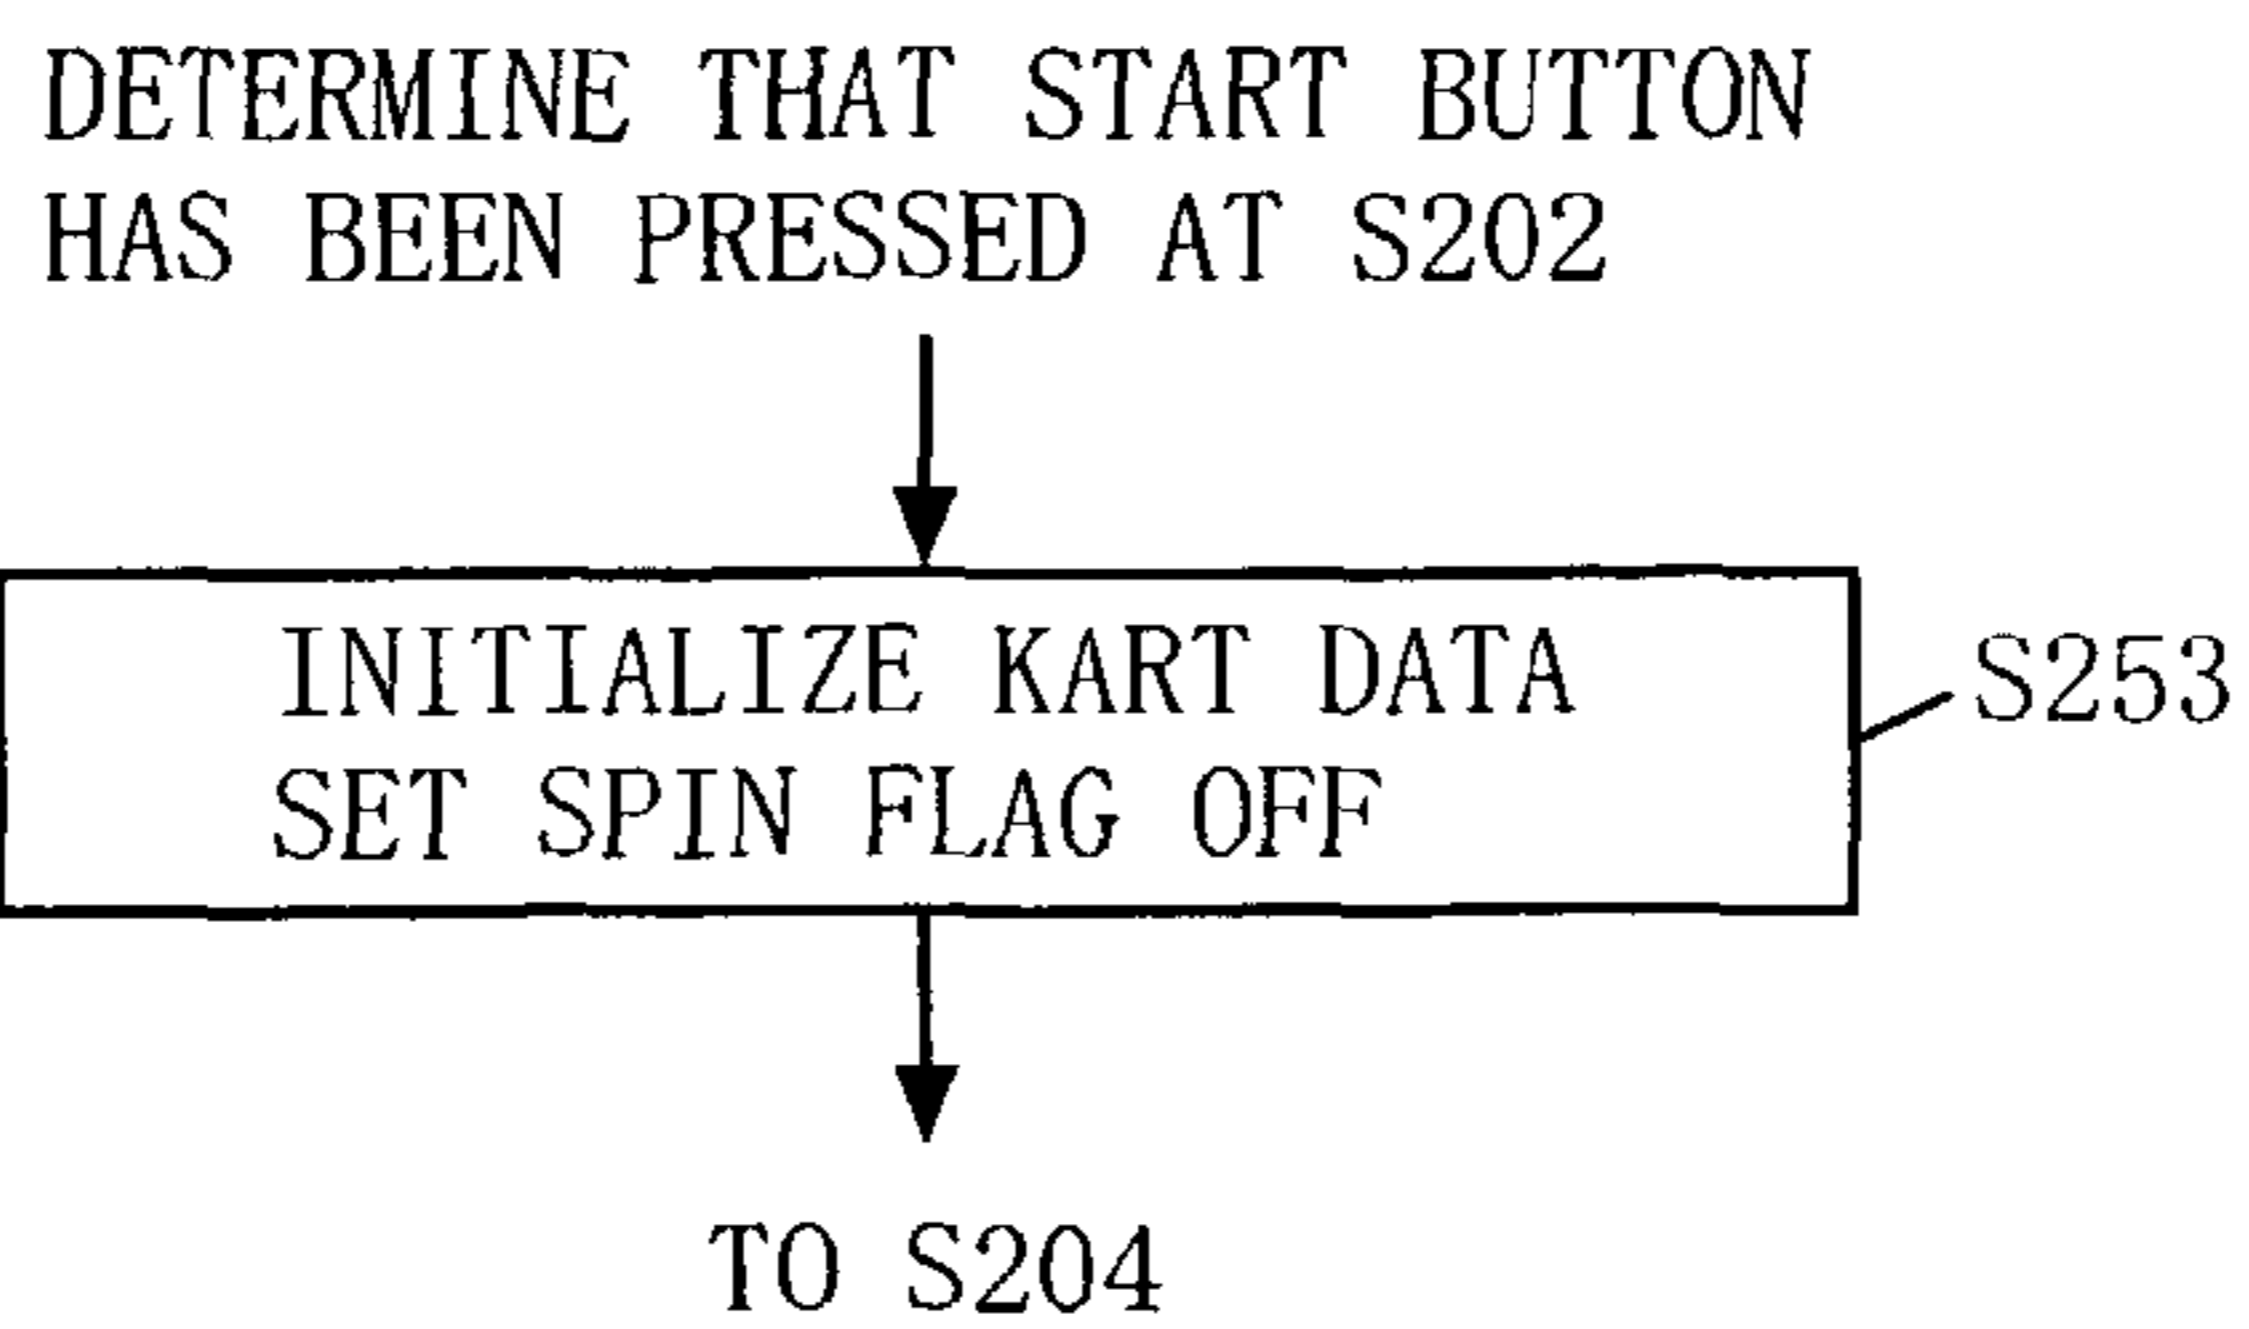 DETERMINE THAT START BUTTON
HAS BEEN PRESSED AT S202
INITIALIZE KART DATA
SET SPIN FLAG OFF
S253
TO S204